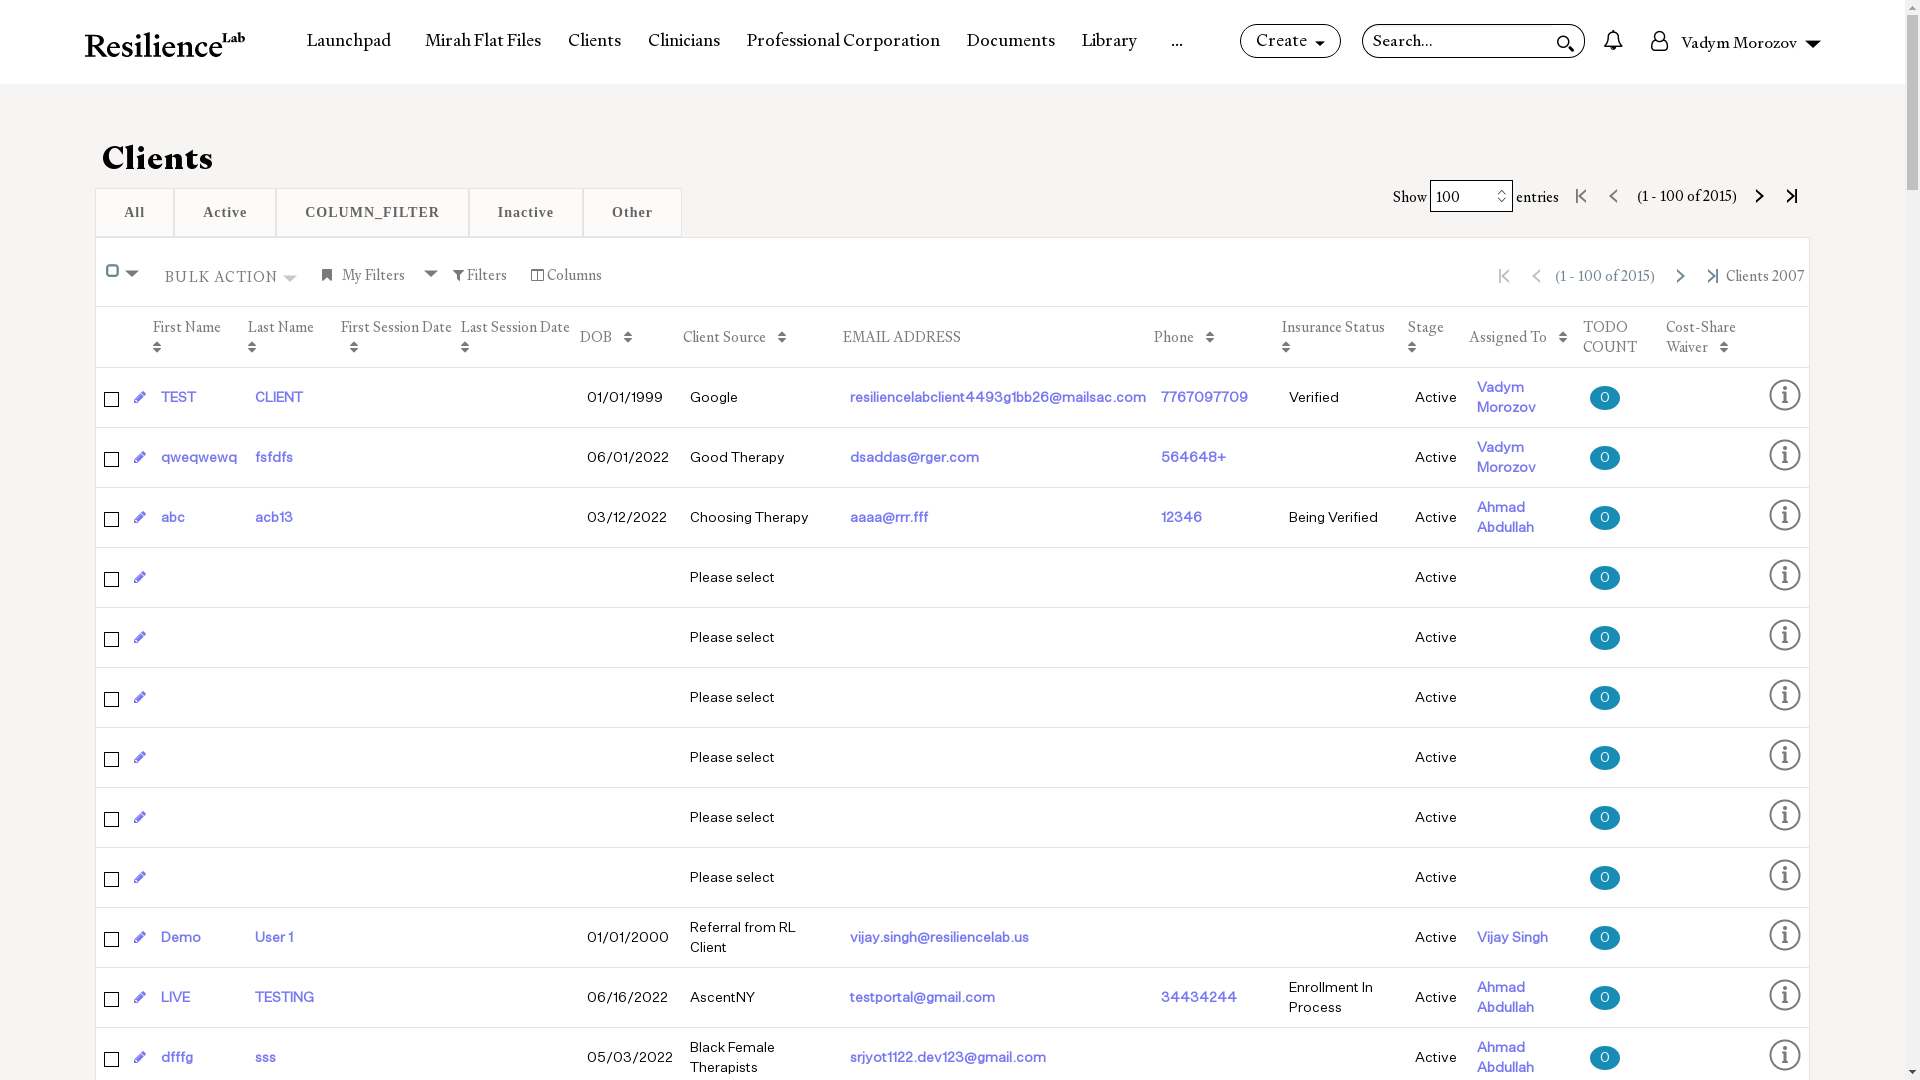 Resilience Lab
Launchpad Mirah Flat Files Clients Clinicians Professional Corporation Documents Library ... Create Search... Vadym Morozov
Clients
All Active COLUMN_FILTER Inactive Other
Show 100 entries (1 - 100 of 2015)
BULK ACTION My Filters Filters Columns (1 - 100 of 2015) Clients 2007
First Name Last Name First Session Date Last Session Date DOB Client Source EMAIL ADDRESS Phone Insurance Status Stage Assigned To TODO COUNT Cost-Share Waiver
TEST CLIENT 01/01/1999 Google resiliencelabclient4493g1bb26@mailsac.com 7767097709 Verified Active Vadym Morozov 0
qweqwewq fsfdfs 06/01/2022 Good Therapy dsaddas@rger.com 564648+ Active Vadym Morozov 0
abc acb13 03/12/2022 Choosing Therapy aaaa@rrr.fff 12346 Being Verified Active Ahmad Abdullah 0
Please select Active 0
Please select Active 0
Please select Active 0
Please select Active 0
Please select Active 0
Please select Active 0
Demo User 1 01/01/2000 Referral from RL Client vijay.singh@resiliencelab.us Active Vijay Singh 0
LIVE TESTING 06/16/2022 AscentNY testportal@gmail.com 34434244 Enrollment In Process Active Ahmad Abdullah 0
dfffg sss 05/03/2022 Black Female Therapists srjyot1122.dev123@gmail.com Active Ahmad Abdullah 0